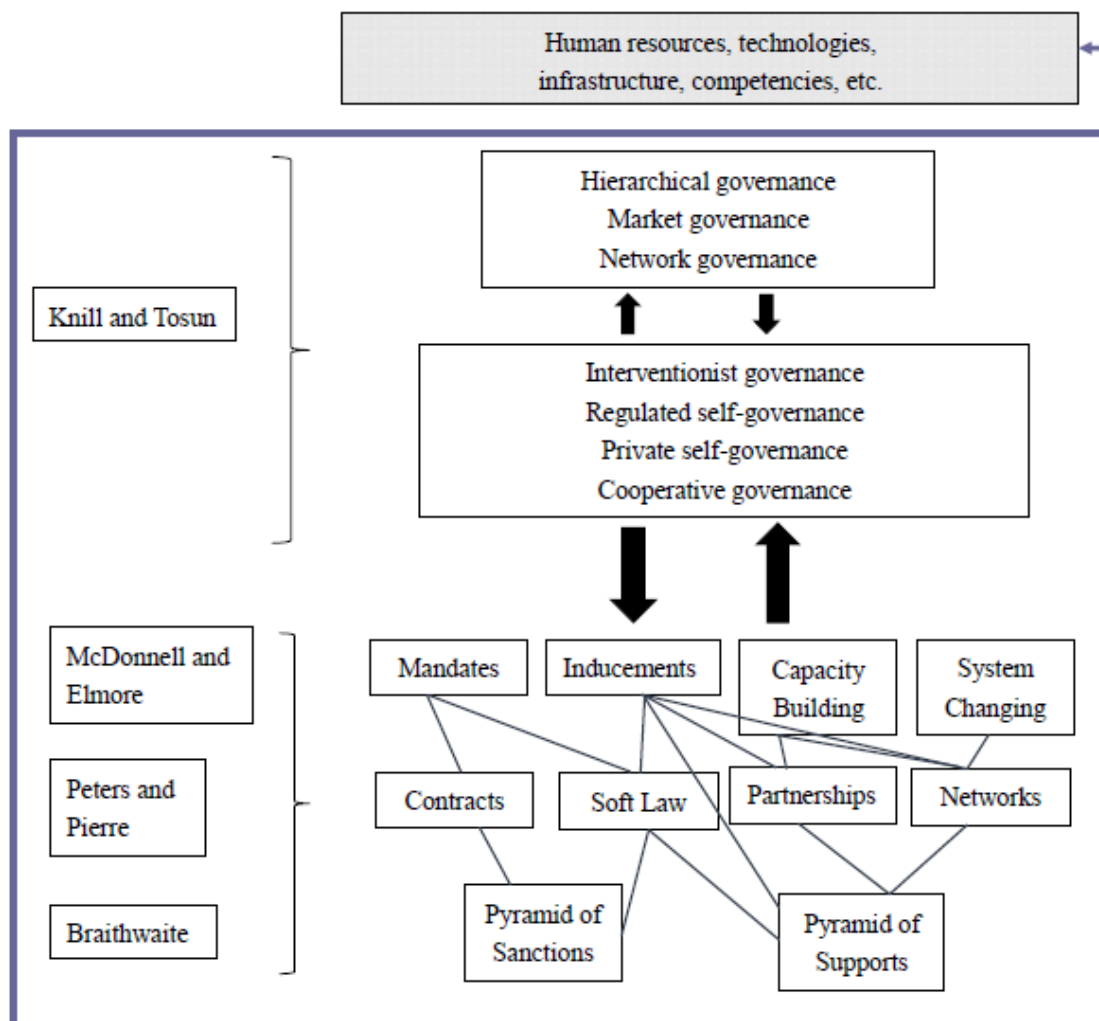 Human resources, technologies,
infrastructure, competencies, etc.
Hierarchical governance
Market governance
Network governance
Knill and Tosun
Interventionist governance
Regulated self-governance
Private self-governance
Cooperative governance
McDonnell and
Elmore
Mandates
Inducements
Capacity
Building
System
Changing
Peters and
Pierre
Contracts
Soft Law
Partnerships
Networks
Braithwaite
Pyramid of
Sanctions
Pyramid of
Supports